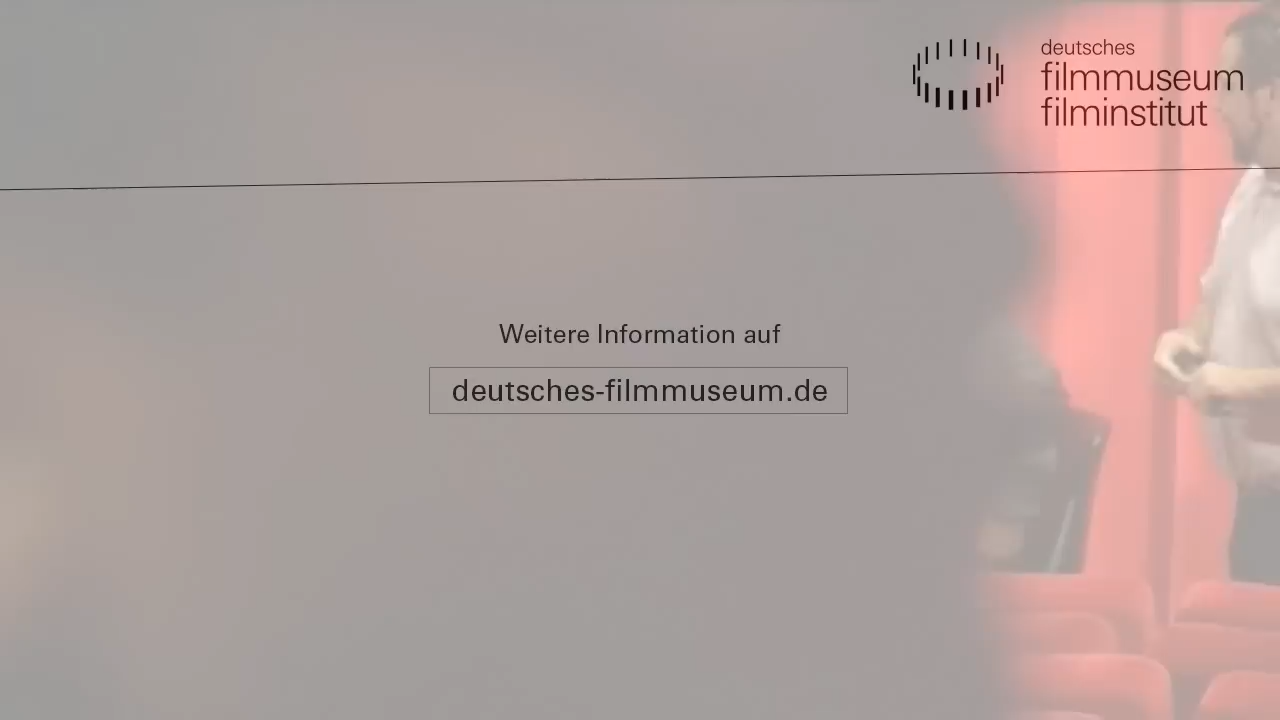 deutsches
filmmuseum
filminstitut
Weitere Information auf
deutsches-filmmuseum.de